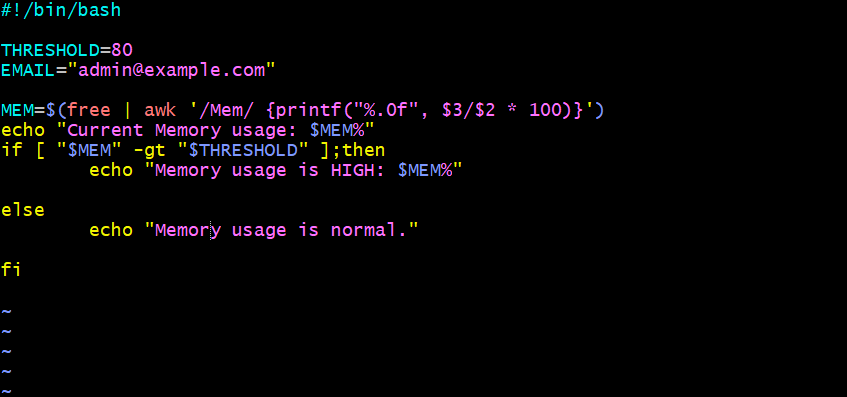 #!/bin/bash

THRESHOLD=80
EMAIL="admin@example.com"

MEM=$(free | awk '/Mem/ {printf("%.0f", $3/$2 * 100)}')
echo "Current Memory usage: $MEM%"
if [ "$MEM" -gt "$THRESHOLD" ];then
        echo "Memory usage is HIGH: $MEM%"

else
        echo "Memory usage is normal."

fi

~
~
~
~
~